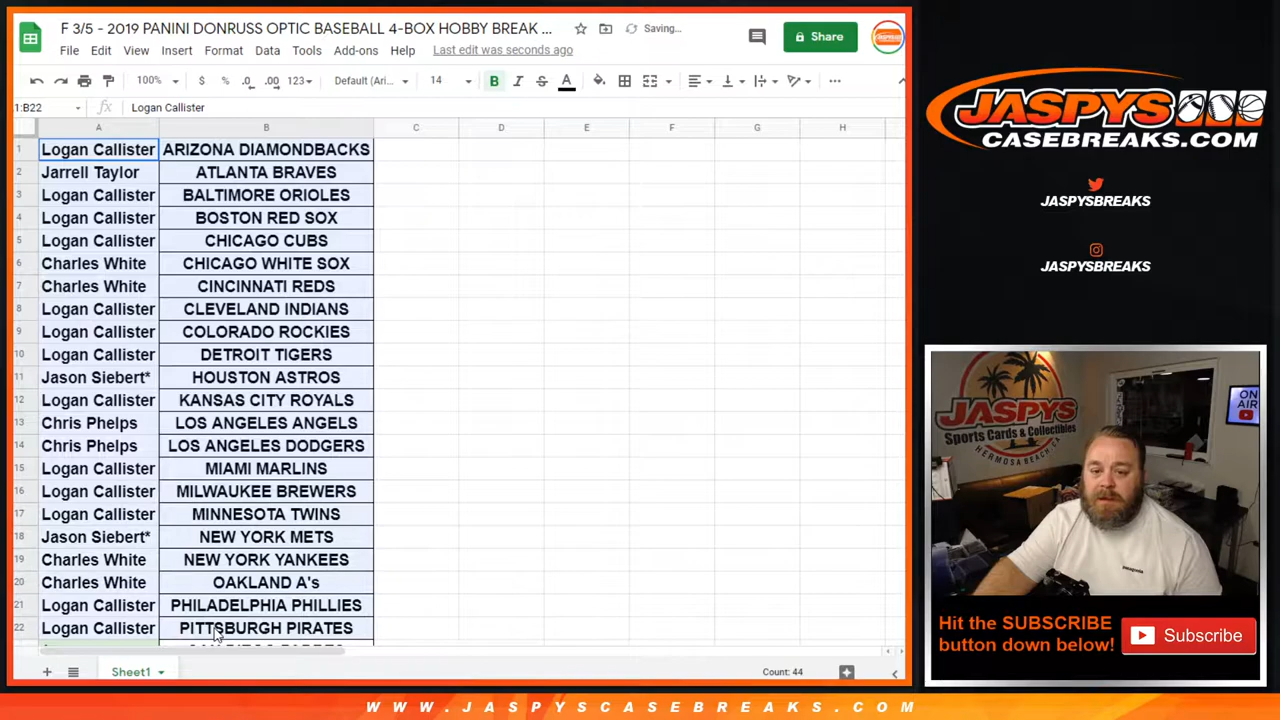 F 3/5 - 2019 PANINI DONRUSS OPTIC BASEBALL 4-BOX HOBBY BREAK ...
Saving...
File Edit View Insert Format Data Tools Add-ons Help Last edit was seconds ago
Share
100% $ % .0 .00 123 Default (Ari... 14 B I S A
1:B22 fx Logan Callister
A B C D E F G H
1 Logan Callister ARIZONA DIAMONDBACKS
2 Jarrell Taylor ATLANTA BRAVES
3 Logan Callister BALTIMORE ORIOLES
4 Logan Callister BOSTON RED SOX
5 Logan Callister CHICAGO CUBS
6 Charles White CHICAGO WHITE SOX
7 Charles White CINCINNATI REDS
8 Logan Callister CLEVELAND INDIANS
9 Logan Callister COLORADO ROCKIES
10 Logan Callister DETROIT TIGERS
11 Jason Siebert* HOUSTON ASTROS
12 Logan Callister KANSAS CITY ROYALS
13 Chris Phelps LOS ANGELES ANGELS
14 Chris Phelps LOS ANGELES DODGERS
15 Logan Callister MIAMI MARLINS
16 Logan Callister MILWAUKEE BREWERS
17 Logan Callister MINNESOTA TWINS
18 Jason Siebert* NEW YORK METS
19 Charles White NEW YORK YANKEES
20 Charles White OAKLAND A's
21 Logan Callister PHILADELPHIA PHILLIES
22 Logan Callister PITTSBURGH PIRATES
Sheet1
Count: 44
JASPYS
CASEBREAKS.COM
JASPYSBREAKS
JASPYSBREAKS
JASPYS
Sports Cards & Collectibles
HERMOSA BEACH, CA
ON
AIR
patagonia
Hit the SUBSCRIBE
button down below!
Subscribe
WWW.JASPYSCASEBREAKS.COM